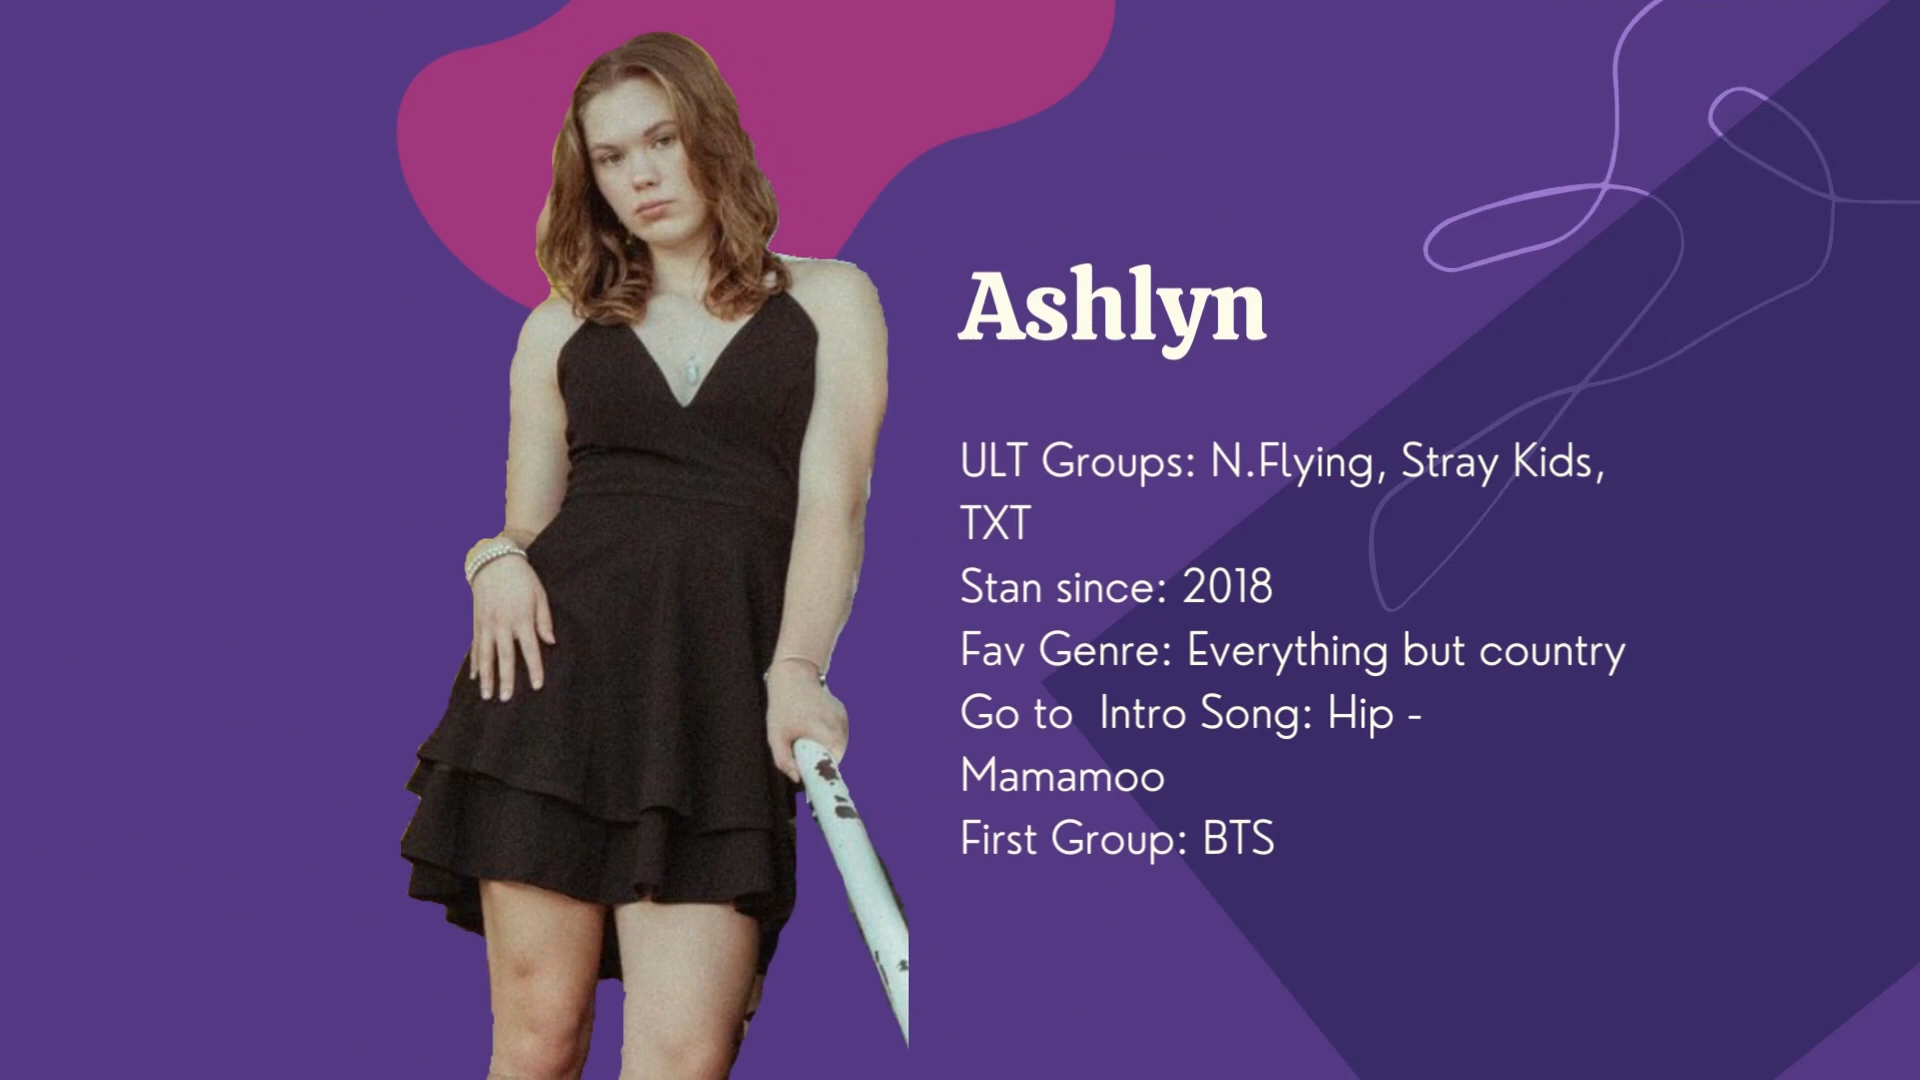 Ashlyn
ULT Groups: N.Flying, Stray Kids,
TXT
Stan since: 2018
Fav Genre: Everything but country
Go to  Intro Song: Hip -
Mamamoo
First Group: BTS